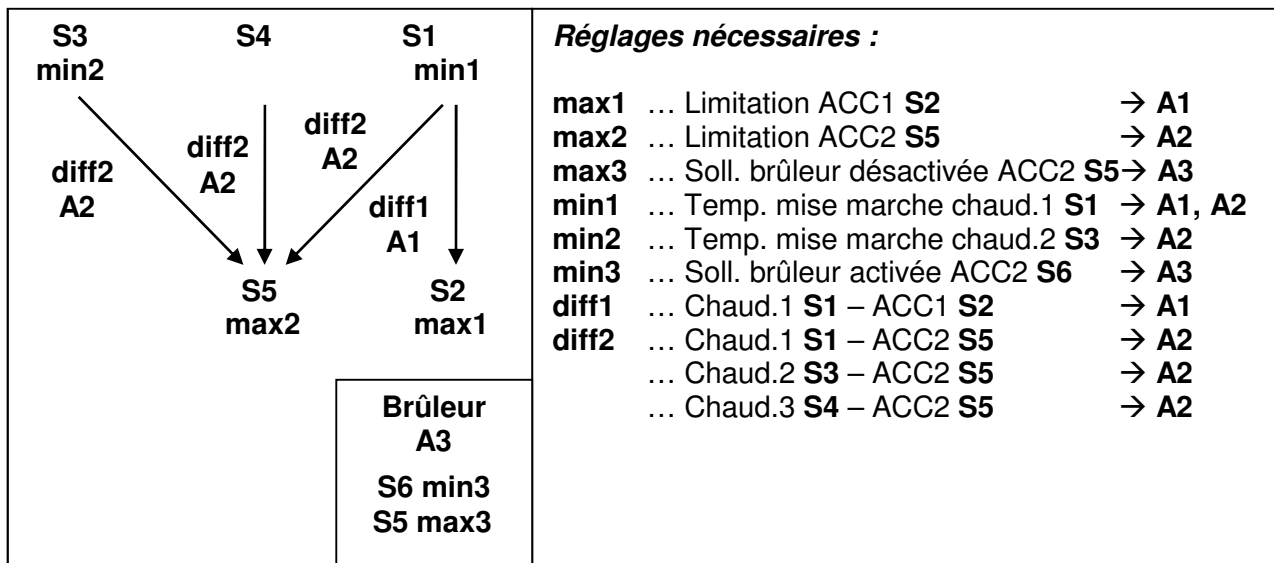 S3 S4 S1
min2 min1
diff2
diff2
A2
diff2
A2
A2
diff1
A1
S5 S2
max2 max1
Brûleur
A3
S6 min3
S5 max3
Réglages nécessaires :
max1 … Limitation ACC1 S2 → A1
max2 … Limitation ACC2 S5 → A2
max3 … Soll. brûleur désactivée ACC2 S5 → A3
min1 … Temp. mise marche chaud.1 S1 → A1, A2
min2 … Temp. mise marche chaud.2 S3 → A2
min3 … Soll. brûleur activée ACC2 S6 → A3
diff1 … Chaud.1 S1 – ACC1 S2 → A1
diff2 … Chaud.1 S1 – ACC2 S5 → A2
… Chaud.2 S3 – ACC2 S5 → A2
… Chaud.3 S4 – ACC2 S5 → A2